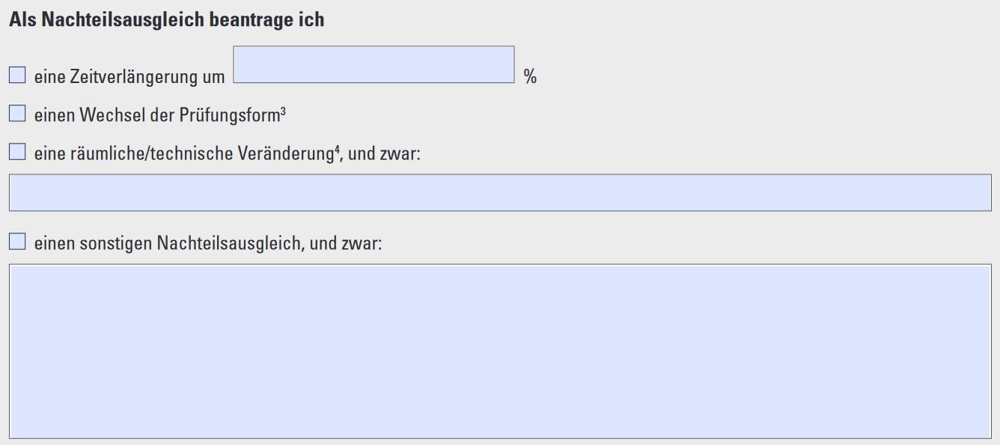 Als Nachteilsausgleich beantrage ich
eine Zeitverlängerung um %
einen Wechsel der Prüfungsform³
eine räumliche/technische Veränderung⁴, und zwar:
einen sonstigen Nachteilsausgleich, und zwar: